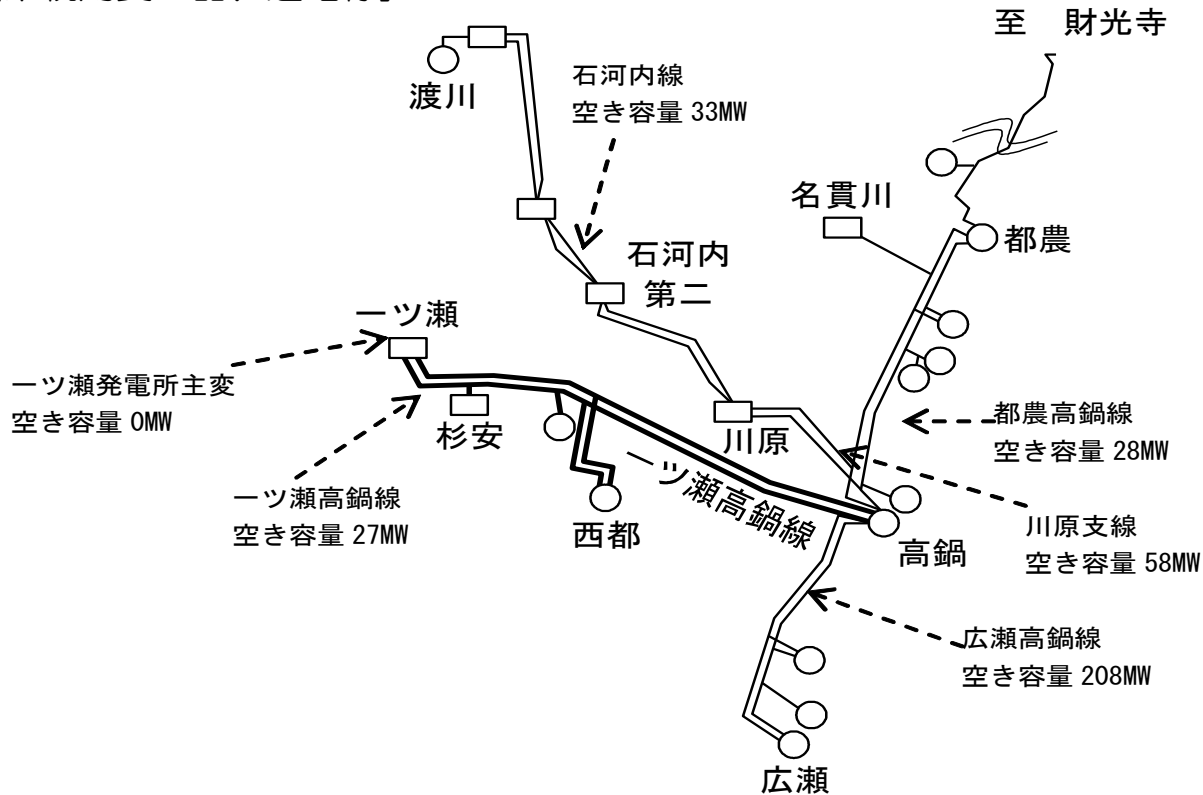 至　財光寺
渡川
石河内線
空き容量 33MW
名貫川
都農
石河内
第二
一ツ瀬
一ツ瀬発電所主変
空き容量 0MW
杉安
川原
都農高鍋線
空き容量 28MW
一ツ瀬高鍋線
空き容量 27MW
西都
一ツ瀬高鍋線
高鍋
川原支線
空き容量 58MW
広瀬高鍋線
空き容量 208MW
広瀬